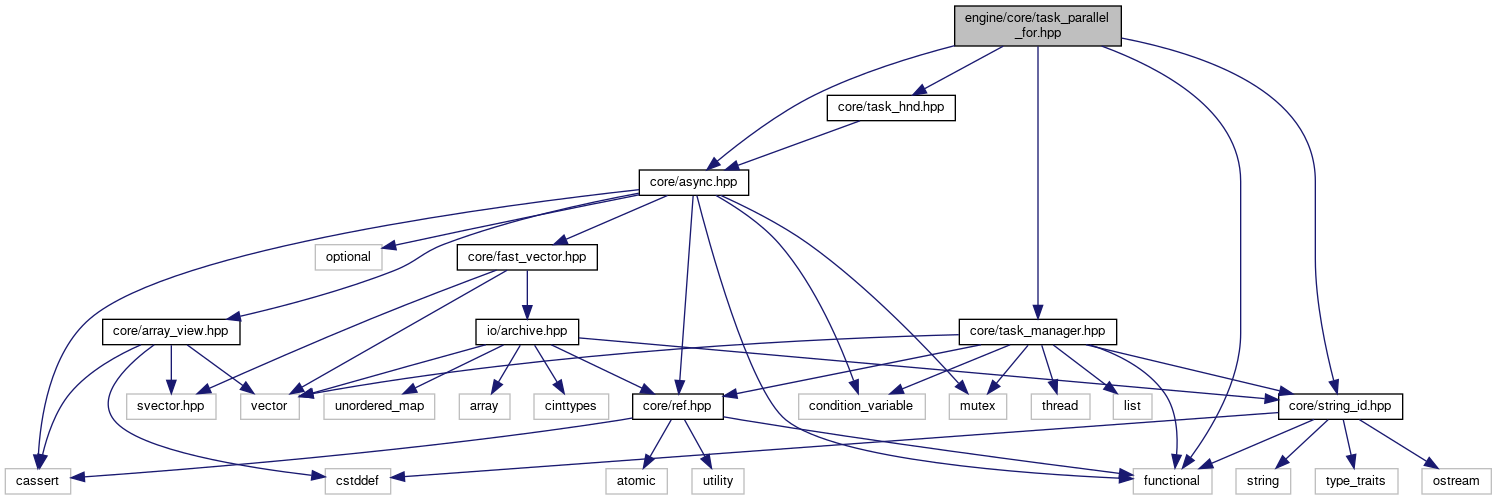 engine/core/task_parallel
_for.hpp
core/task_hnd.hpp
core/async.hpp
optional
core/fast_vector.hpp
core/array_view.hpp
io/archive.hpp
core/task_manager.hpp
svector.hpp
vector
unordered_map
array
cinttypes
core/ref.hpp
condition_variable
mutex
thread
list
core/string_id.hpp
cassert
cstddef
atomic
utility
functional
string
type_traits
ostream